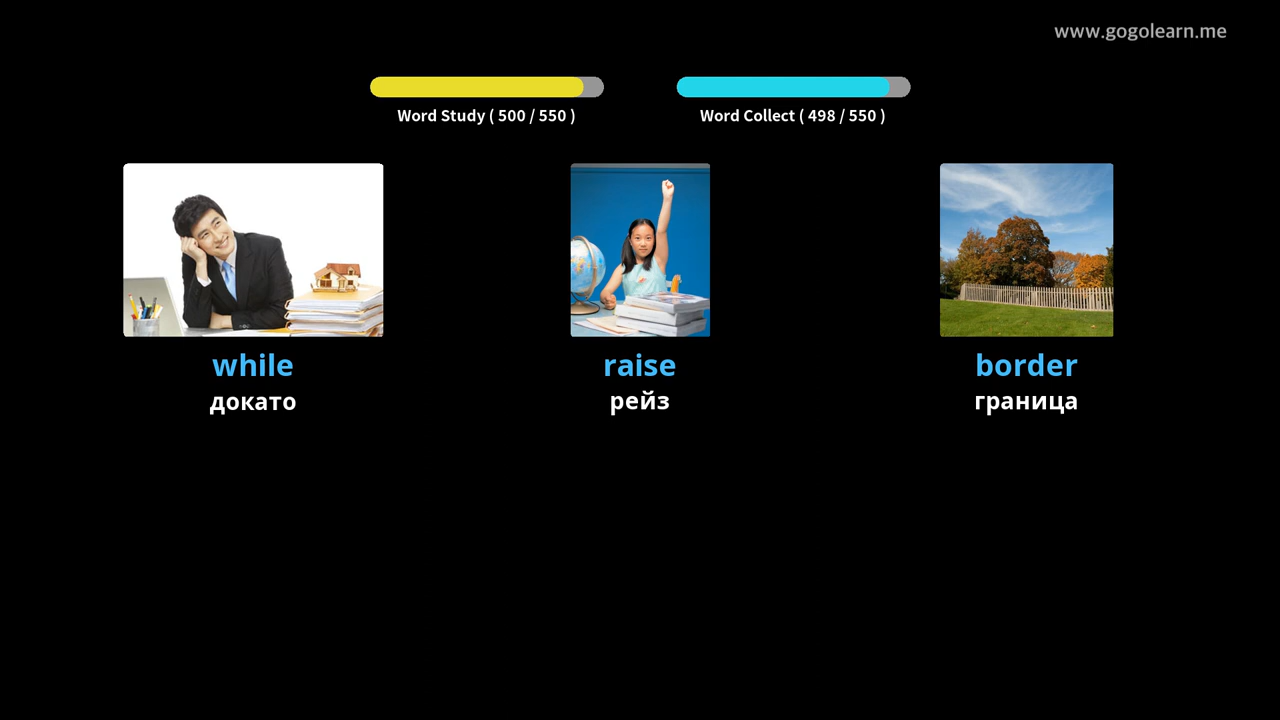 www.gogolearn.me
Word Study ( 500 / 550 )
Word Collect ( 498 / 550 )
while
raise
border
докато
рейз
граница